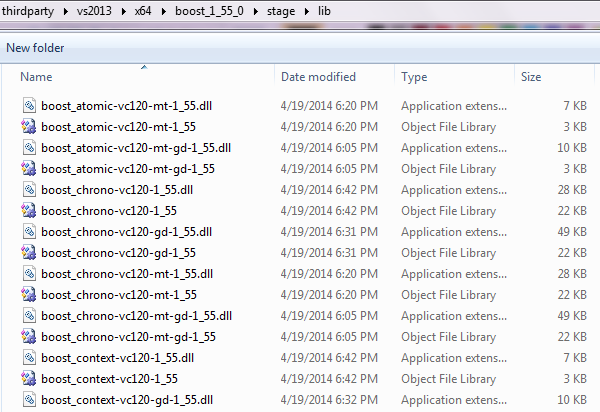 thirdparty ▸ vs2013 ▸ x64 ▸ boost_1_55_0 ▸ stage ▸ lib
New folder
Name Date modified Type Size
boost_atomic-vc120-mt-1_55.dll 4/19/2014 6:20 PM Application extens... 7 KB
boost_atomic-vc120-mt-1_55 4/19/2014 6:20 PM Object File Library 3 KB
boost_atomic-vc120-mt-gd-1_55.dll 4/19/2014 6:05 PM Application extens... 10 KB
boost_atomic-vc120-mt-gd-1_55 4/19/2014 6:05 PM Object File Library 3 KB
boost_chrono-vc120-1_55.dll 4/19/2014 6:42 PM Application extens... 28 KB
boost_chrono-vc120-1_55 4/19/2014 6:42 PM Object File Library 22 KB
boost_chrono-vc120-gd-1_55.dll 4/19/2014 6:31 PM Application extens... 49 KB
boost_chrono-vc120-gd-1_55 4/19/2014 6:31 PM Object File Library 22 KB
boost_chrono-vc120-mt-1_55.dll 4/19/2014 6:20 PM Application extens... 28 KB
boost_chrono-vc120-mt-1_55 4/19/2014 6:20 PM Object File Library 22 KB
boost_chrono-vc120-mt-gd-1_55.dll 4/19/2014 6:05 PM Application extens... 49 KB
boost_chrono-vc120-mt-gd-1_55 4/19/2014 6:05 PM Object File Library 22 KB
boost_context-vc120-1_55.dll 4/19/2014 6:42 PM Application extens... 7 KB
boost_context-vc120-1_55 4/19/2014 6:42 PM Object File Library 3 KB
boost_context-vc120-gd-1_55.dll 4/19/2014 6:32 PM Application extens... 10 KB